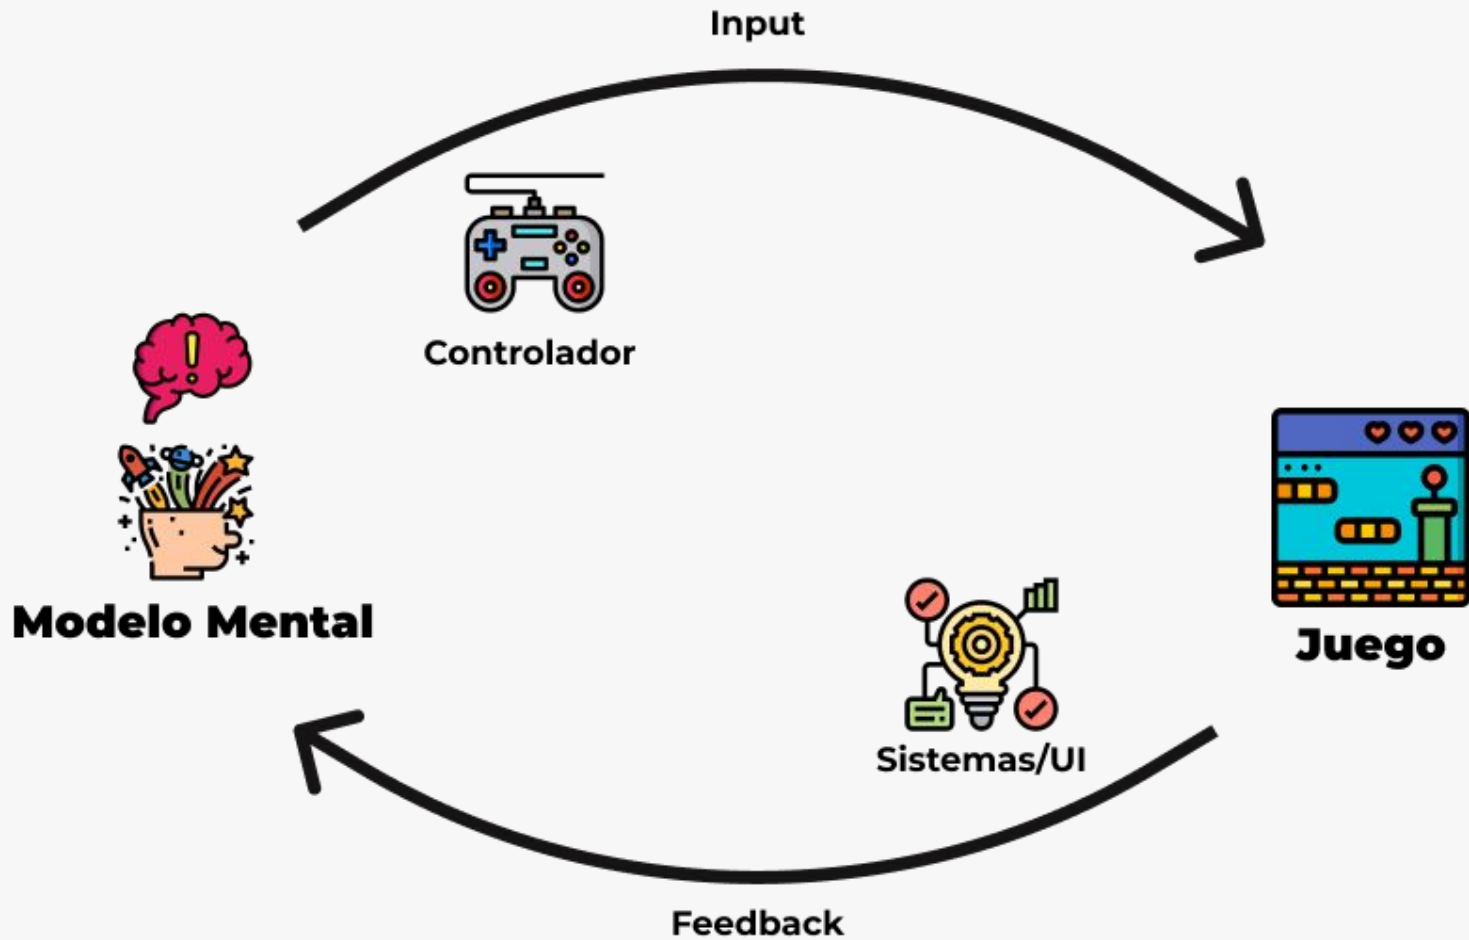 Input
Controlador
Modelo Mental
Juego
Sistemas/UI
Feedback